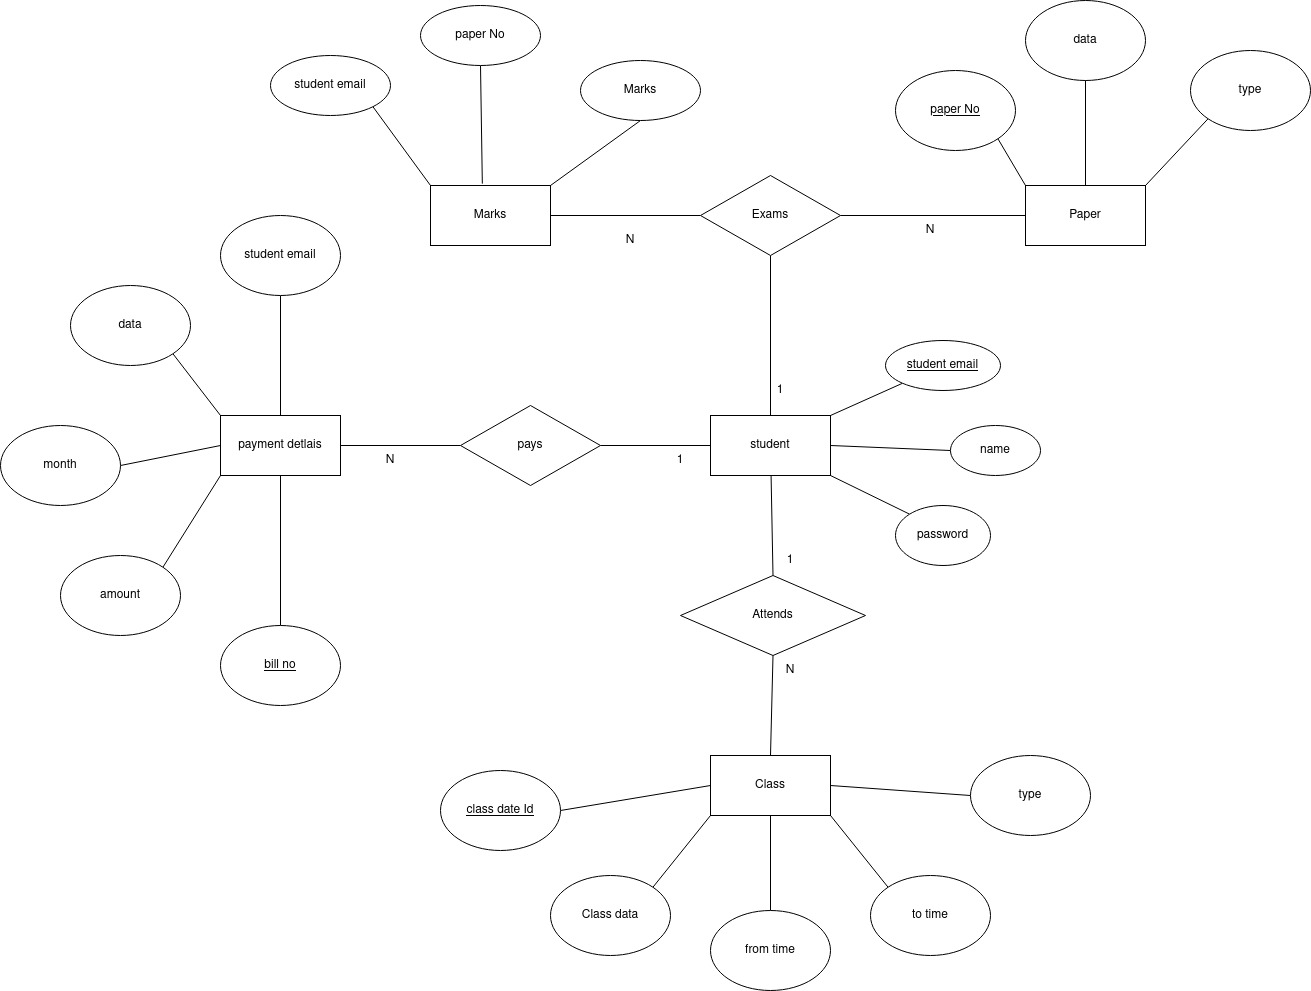 paper No
data
student email
Marks
type
paper No
Marks
Exams
Paper
N
N
student email
data
1
student email
payment detlais
pays
student
name
N
1
month
password
1
amount
Attends
bill no
N
Class
class date Id
type
Class data
to time
from time